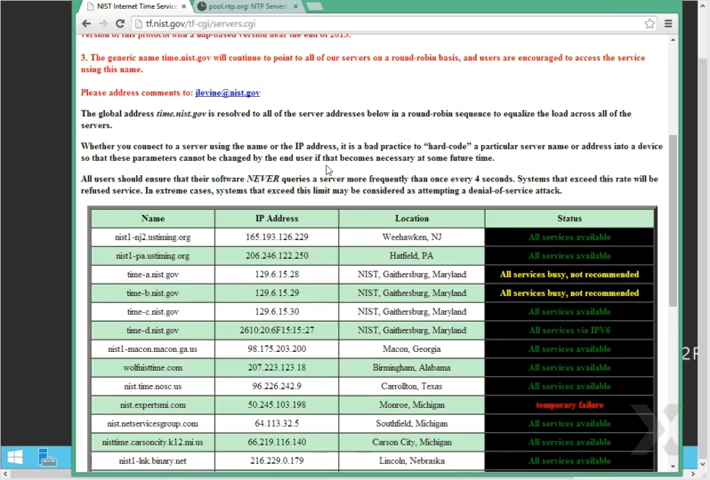 NIST Internet Time Service
pool.ntp.org: NTP Servers
tf.nist.gov/tf-cgi/servers.cgi
version of this protocol with a udp-based version near the end of 2013.
3. The generic name time.nist.gov will continue to point to all of our servers on a round-robin basis, and users are encouraged to access the service
using this name.
Please address comments to: jlevine@nist.gov
The global address time.nist.gov is resolved to all of the server addresses below in a round-robin sequence to equalize the load across all of the
servers.
Whether you connect to a server using the name or the IP address, it is a bad practice to “hard-code” a particular server name or address into a device
so that these parameters cannot be changed by the end user if that becomes necessary at some future time.
All users should ensure that their software NEVER queries a server more frequently than once every 4 seconds. Systems that exceed this rate will be
refused service. In extreme cases, systems that exceed this limit may be considered as attempting a denial-of-service attack.
Name IP Address Location Status
nist1-nj2.ustiming.org 165.193.126.229 Weehawken, NJ All services available
nist1-pa.ustiming.org 206.246.122.250 Hatfield, PA All services available
time-a.nist.gov 129.6.15.28 NIST, Gaithersburg, Maryland All services busy, not recommended
time-b.nist.gov 129.6.15.29 NIST, Gaithersburg, Maryland All services busy, not recommended
time-c.nist.gov 129.6.15.30 NIST, Gaithersburg, Maryland All services available
time-d.nist.gov 2610:20:6F15:15::27 NIST, Gaithersburg, Maryland All services via IPV6
nist1-macon.macon.ga.us 98.175.203.200 Macon, Georgia All services available
wolfnisttime.com 207.223.123.18 Birmingham, Alabama All services available
nist.time.nosc.us 96.226.242.9 Carrollton, Texas All services available
nist.expertsmi.com 50.245.103.198 Monroe, Michigan temporary failure
nist.netservicesgroup.com 64.113.32.5 Southfield, Michigan All services available
nisttime.carsoncity.k12.mi.us 66.219.116.140 Carson City, Michigan All services available
nist1-lnk.binary.net 216.229.0.179 Lincoln, Nebraska All services available